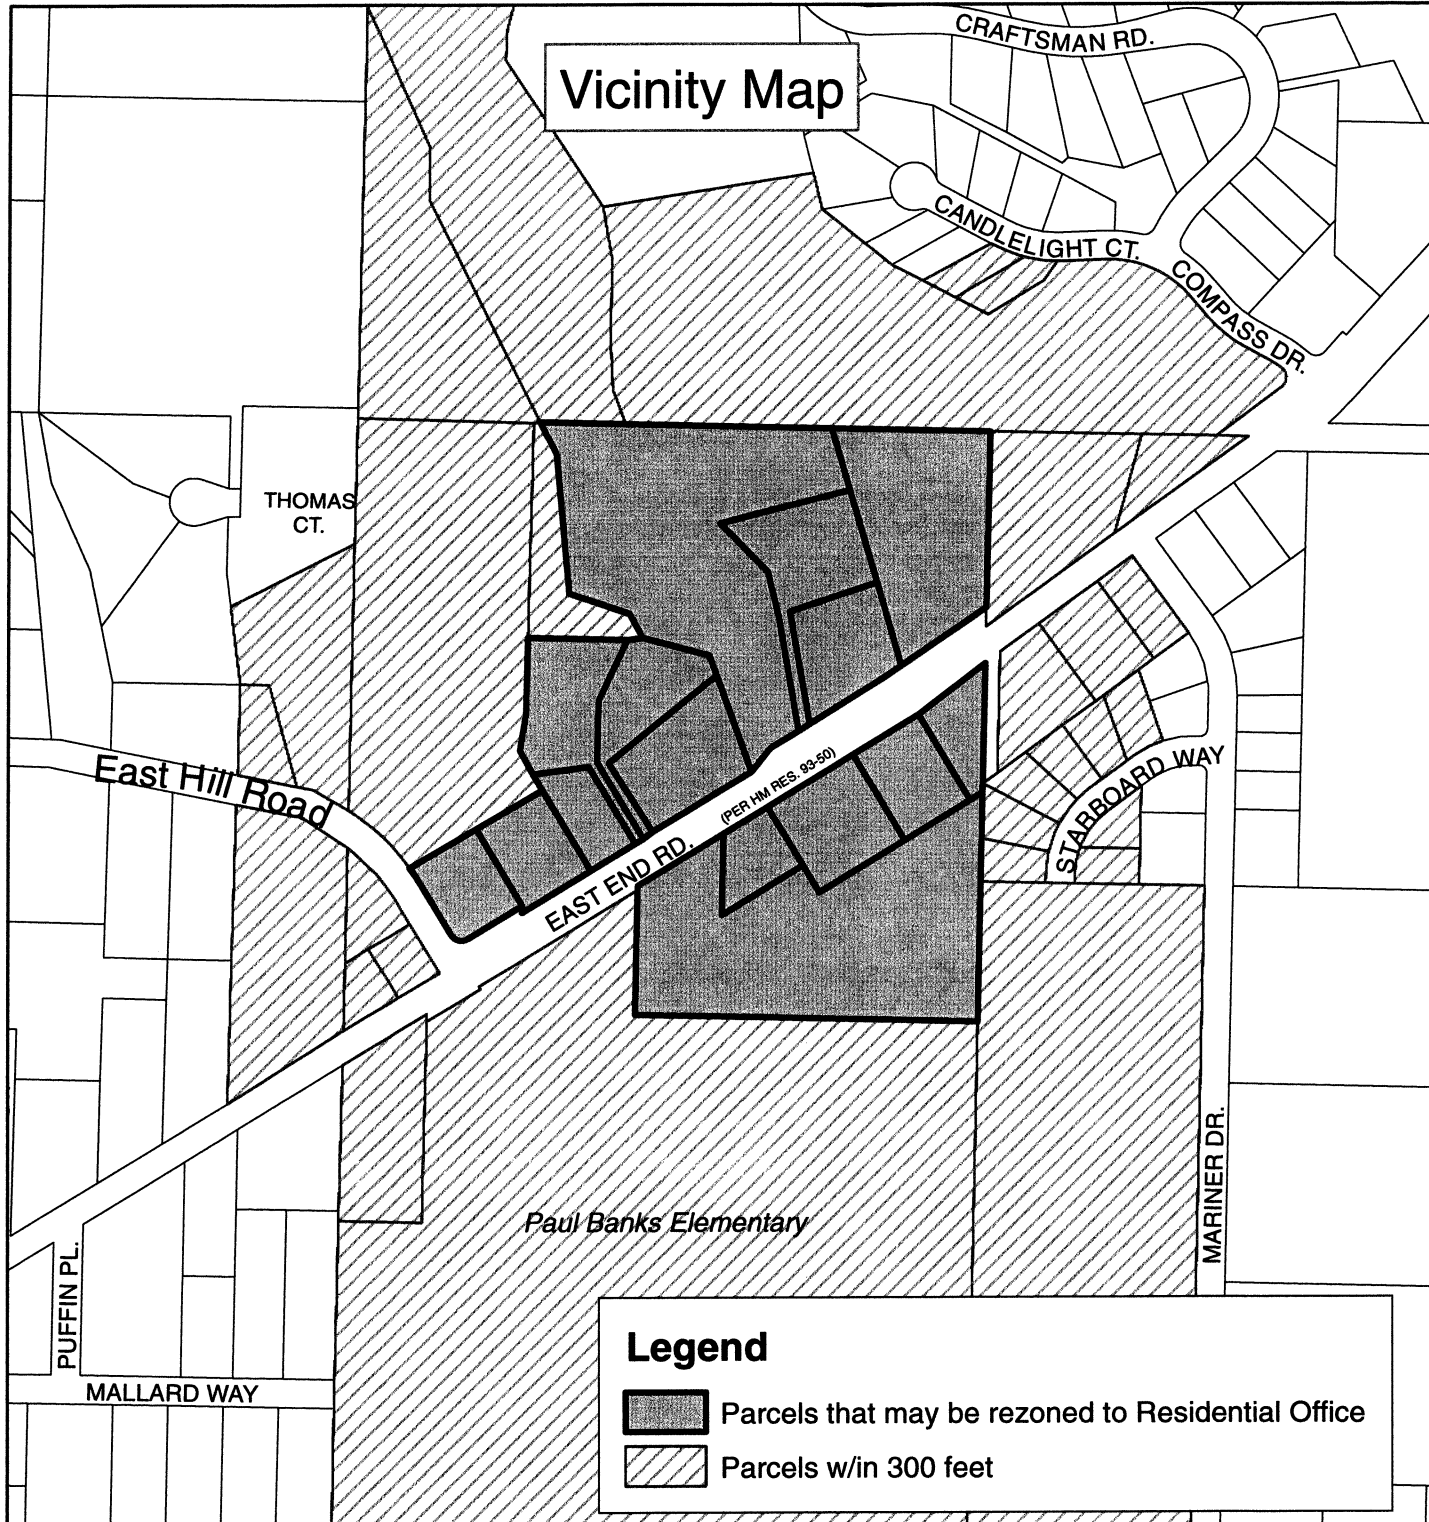 CRAFTSMAN RD.
Vicinity Map
CANDLELIGHT CT.
COMPASS DR.
THOMAS
CT.
East Hill Road
(PER HM RES. 93-50)
STARBOARD WAY
EAST END RD.
MARINER DR.
Paul Banks Elementary
PUFFIN PL.
MALLARD WAY
Legend
Parcels that may be rezoned to Residential Office
Parcels w/in 300 feet